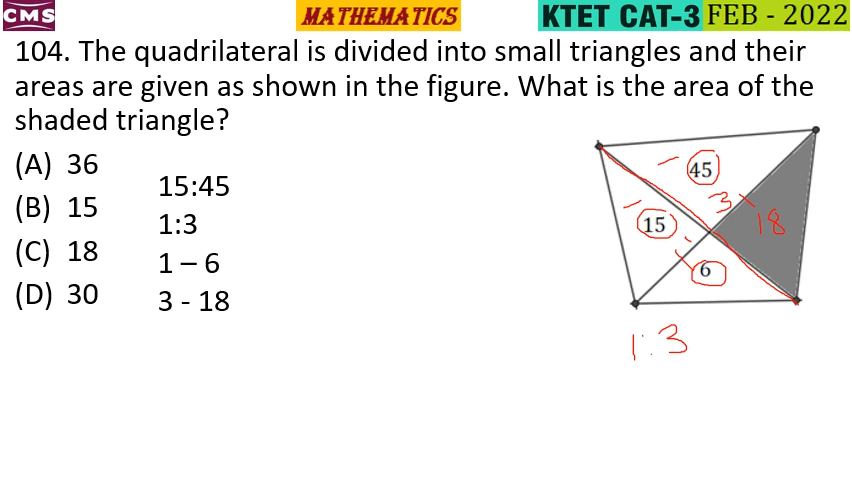 CMS
MATHEMATICS
KTET CAT-3
FEB - 2022
104. The quadrilateral is divided into small triangles and their
areas are given as shown in the figure. What is the area of the
shaded triangle?
(A) 36
(B) 15
(C) 18
(D) 30
15:45
1:3
1 – 6
3 - 18
45
3
18
15
6
1:3